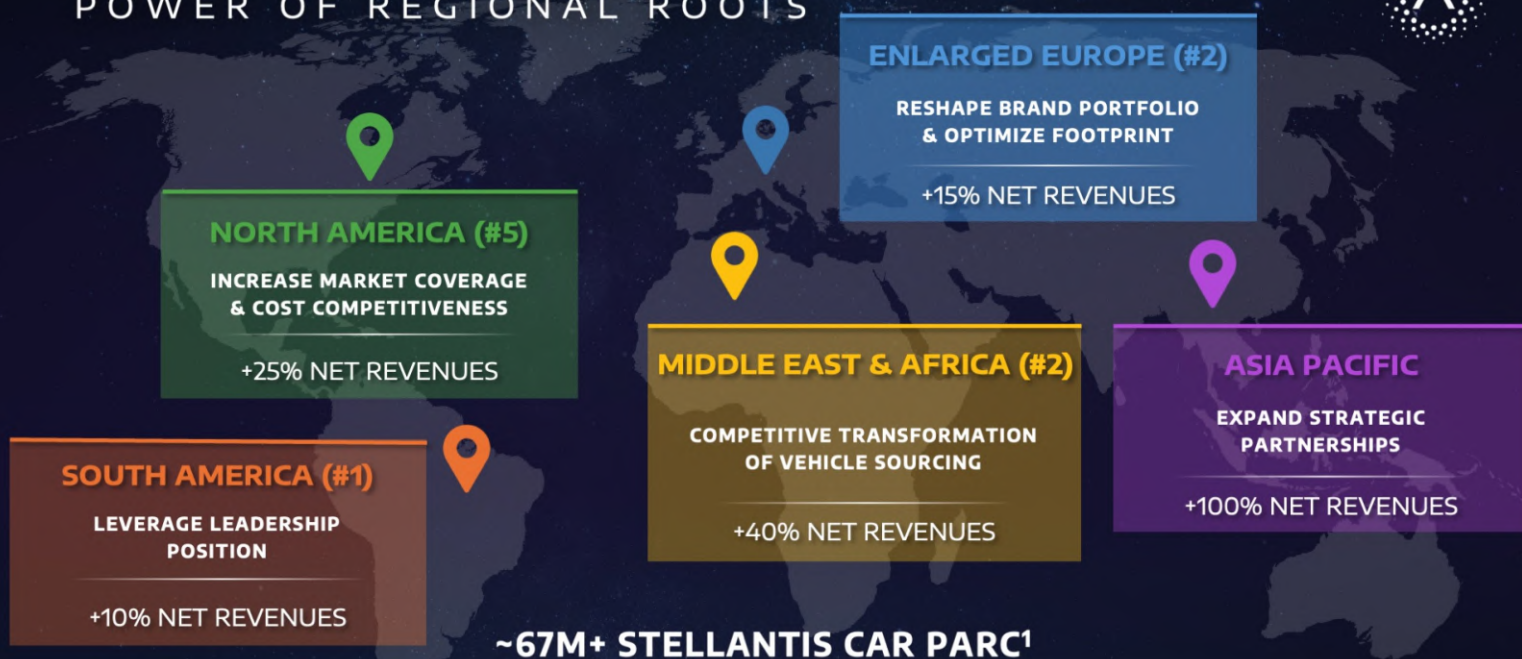 POWER OF REGIONAL ROOTS
ENLARGED EUROPE (#2)
RESHAPE BRAND PORTFOLIO
& OPTIMIZE FOOTPRINT
+15% NET REVENUES
NORTH AMERICA (#5)
INCREASE MARKET COVERAGE
& COST COMPETITIVENESS
+25% NET REVENUES
MIDDLE EAST & AFRICA (#2)
COMPETITIVE TRANSFORMATION
OF VEHICLE SOURCING
+40% NET REVENUES
ASIA PACIFIC
EXPAND STRATEGIC
PARTNERSHIPS
+100% NET REVENUES
SOUTH AMERICA (#1)
LEVERAGE LEADERSHIP
POSITION
+10% NET REVENUES
~67M+ STELLANTIS CAR PARC¹